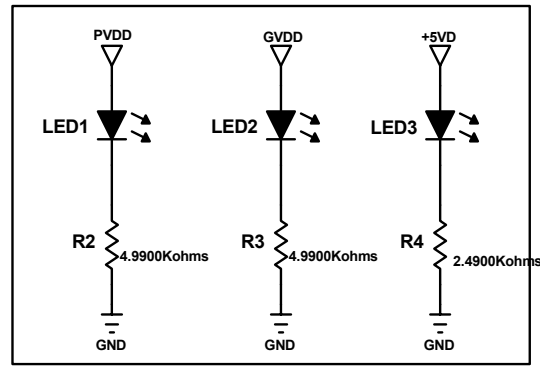 PVDD
GVDD
+5VD
LED1
LED2
LED3
R2
4.9900Kohms
R3
4.9900Kohms
R4
2.4900Kohms
GND
GND
GND